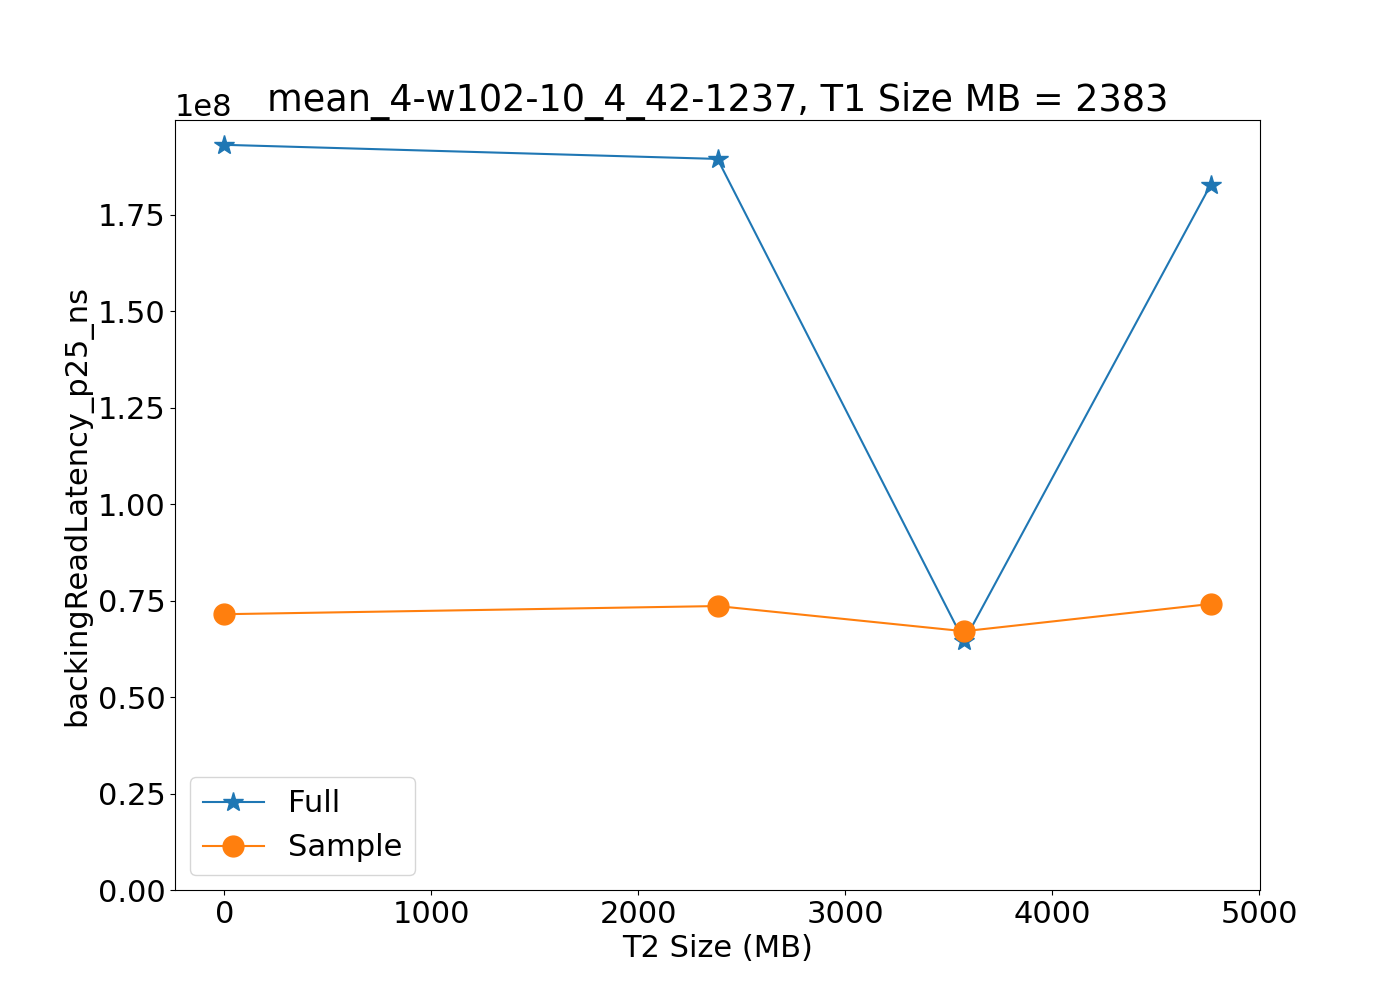 1e8
mean_4-w102-10_4_42-1237, T1 Size MB = 2383
backingReadLatency_p25_ns
1.75
1.50
1.25
1.00
0.75
0.50
0.25
0.00
Full
Sample
0 1000 2000 3000 4000 5000
T2 Size (MB)